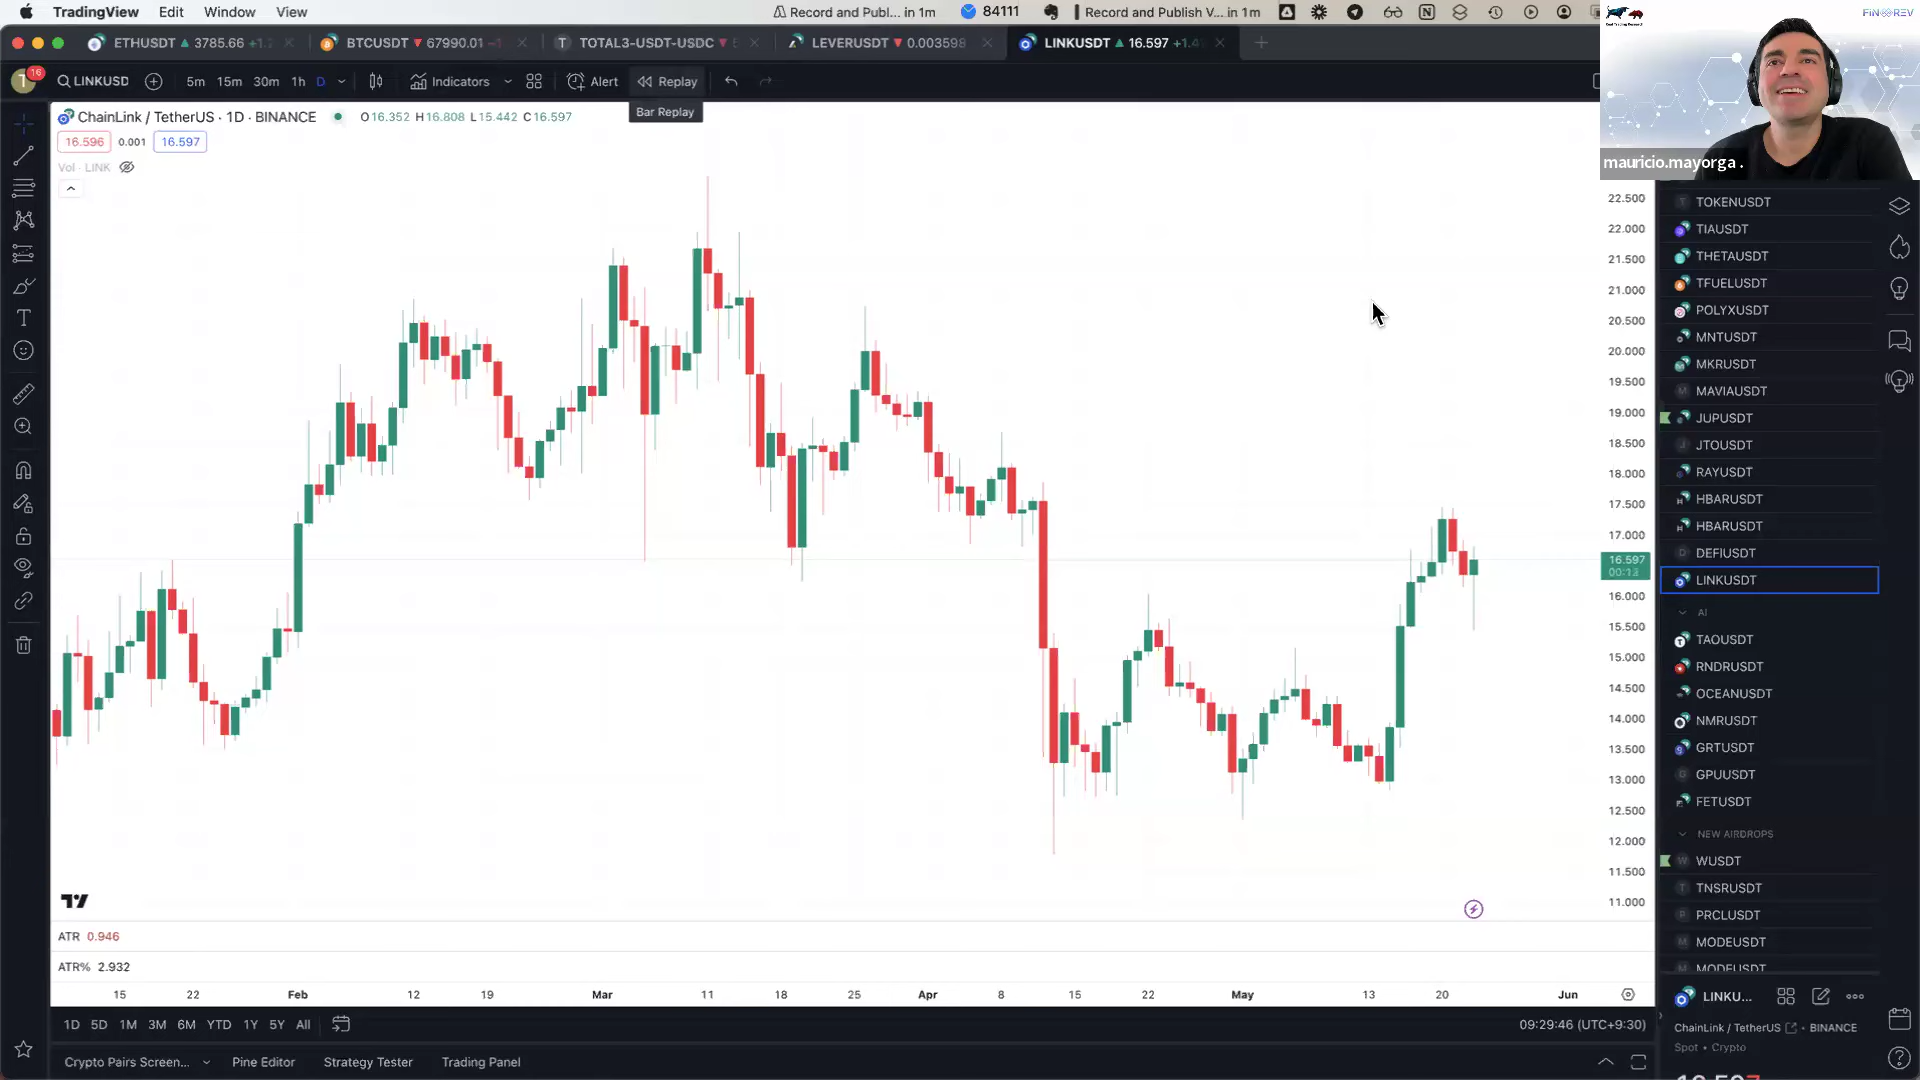 TradingView Edit Window View
Record and Publ... in 1m 84111 Record and Publish V... in 1m
FINREV
ETHUSDT 3785.66
BTCUSDT 67990.01
TOTAL3-USDT-USDC
LEVERUSDT 0.003598
LINKUSDT 16.597
T 16 LINKUSD 5m 15m 30m 1h D Indicators Alert Replay
Bar Replay
ChainLink / TetherUS · 1D · BINANCE O16.352 H16.808 L15.442 C16.597
16.596 0.001 16.597
Vol · LINK
mauricio.mayorga .
22.500
22.000
21.500
21.000
20.500
20.000
19.500
19.000
18.500
18.000
17.500
17.000
16.597
16.000
15.500
15.000
14.500
14.000
13.500
13.000
12.500
12.000
11.500
11.000
TOKENUSDT
TIAUSDT
THETAUSDT
TFUELUSDT
POLYXUSDT
MNTUSDT
MKRUSDT
MAVIAUSDT
JUPUSDT
JTOUSDT
RAYUSDT
HBARUSDT
HBARUSDT
DEFIUSDT
LINKUSDT
AI
TAOUSDT
RNDRUSDT
OCEANUSDT
NMRUSDT
GRTUSDT
GPUUSDT
FETUSDT
NEW AIRDROPS
WUSDT
TNSRUSDT
PRCLUSDT
MODEUSDT
MODEUSDT
LINKU...
ChainLink / TetherUS · BINANCE
Spot • Crypto
ATR 0.946
ATR% 2.932
15 22 Feb 12 19 Mar 11 18 25 Apr 8 15 22 May 13 20 Jun
1D 5D 1M 3M 6M YTD 1Y 5Y All 09:29:46 (UTC+9:30)
Crypto Pairs Screen... Pine Editor Strategy Tester Trading Panel